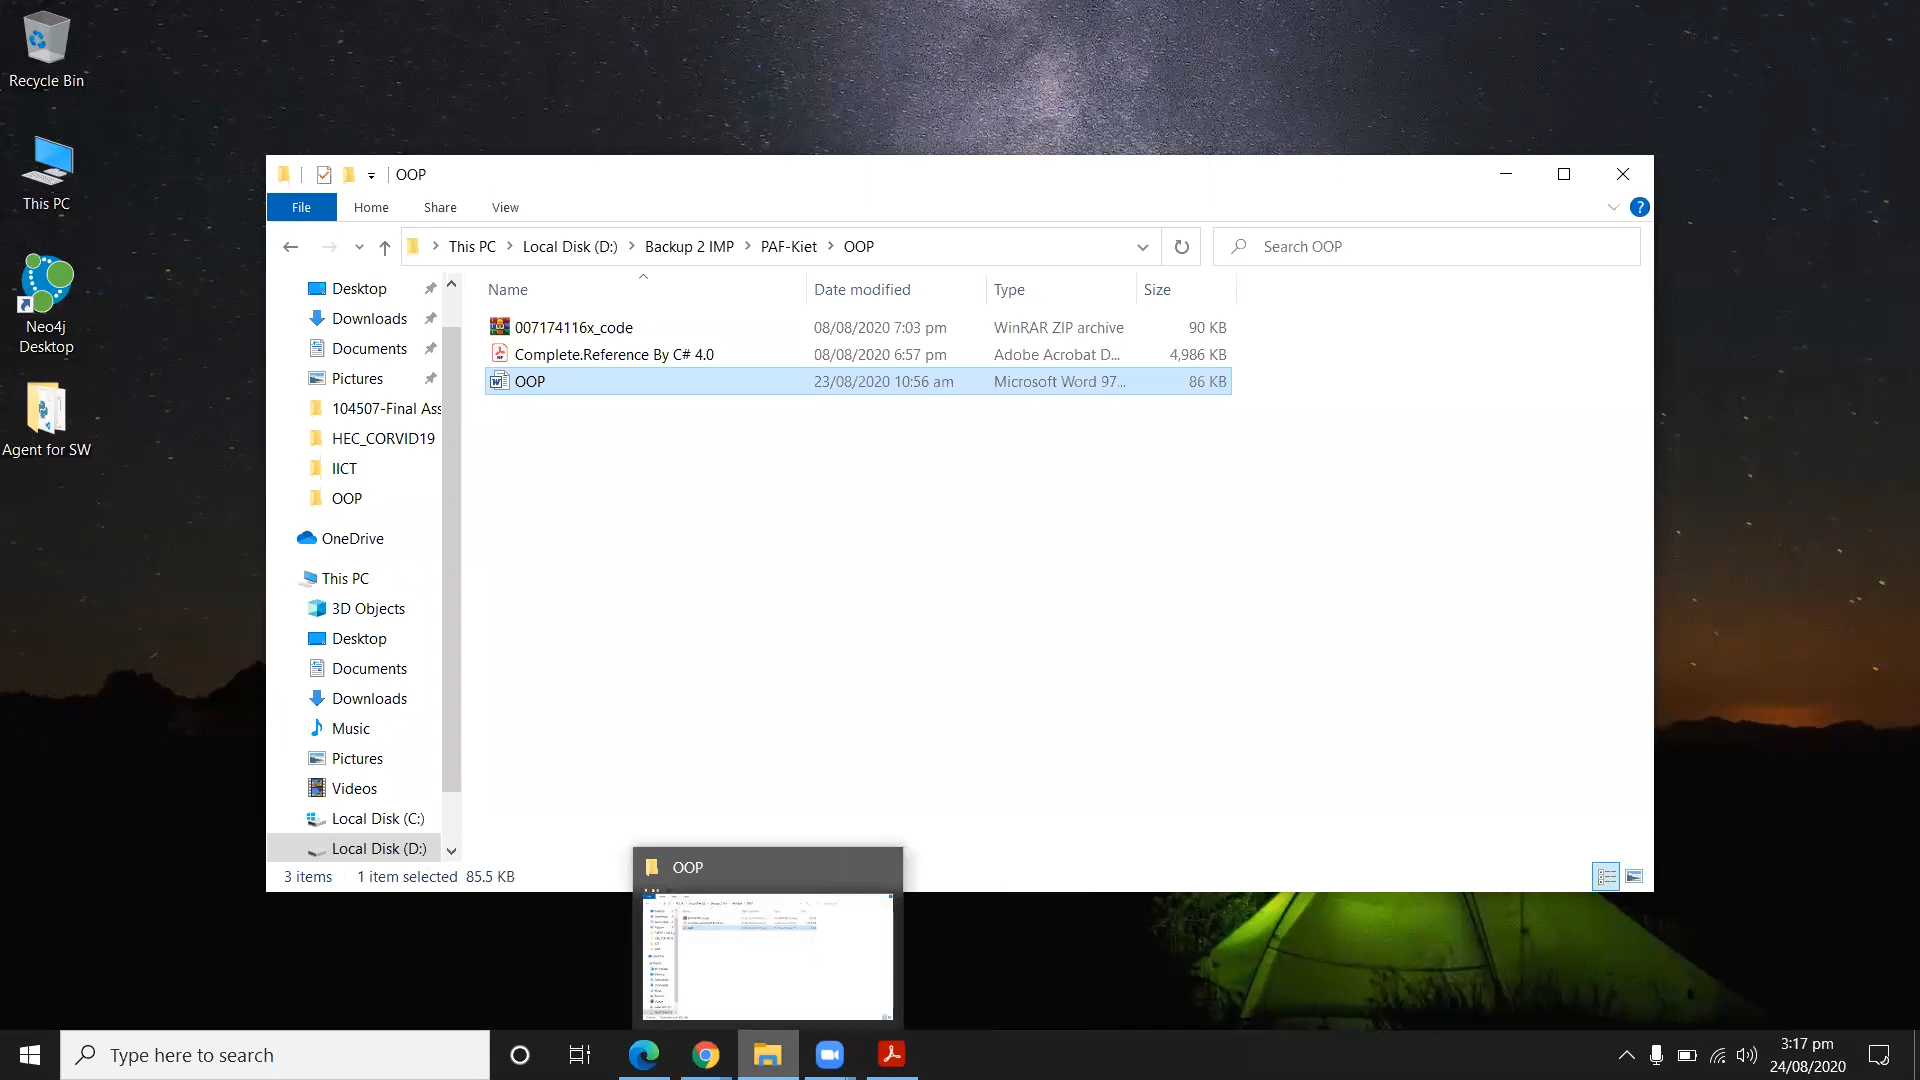 Recycle Bin
This PC
Neo4j
Desktop
Agent for SW
OOP
File Home Share View
?
This PC > Local Disk (D:) > Backup 2 IMP > PAF-Kiet > OOP
Search OOP
Name Date modified Type Size
007174116x_code 08/08/2020 7:03 pm WinRAR ZIP archive 90 KB
Complete.Reference By C# 4.0 08/08/2020 6:57 pm Adobe Acrobat D... 4,986 KB
OOP 23/08/2020 10:56 am Microsoft Word 97... 86 KB
Desktop
Downloads
Documents
Pictures
104507-Final Ass
HEC_CORVID19
IICT
OOP
OneDrive
This PC
3D Objects
Desktop
Documents
Downloads
Music
Pictures
Videos
Local Disk (C:)
Local Disk (D:)
3 items 1 item selected 85.5 KB
OOP
Type here to search
3:17 pm
24/08/2020